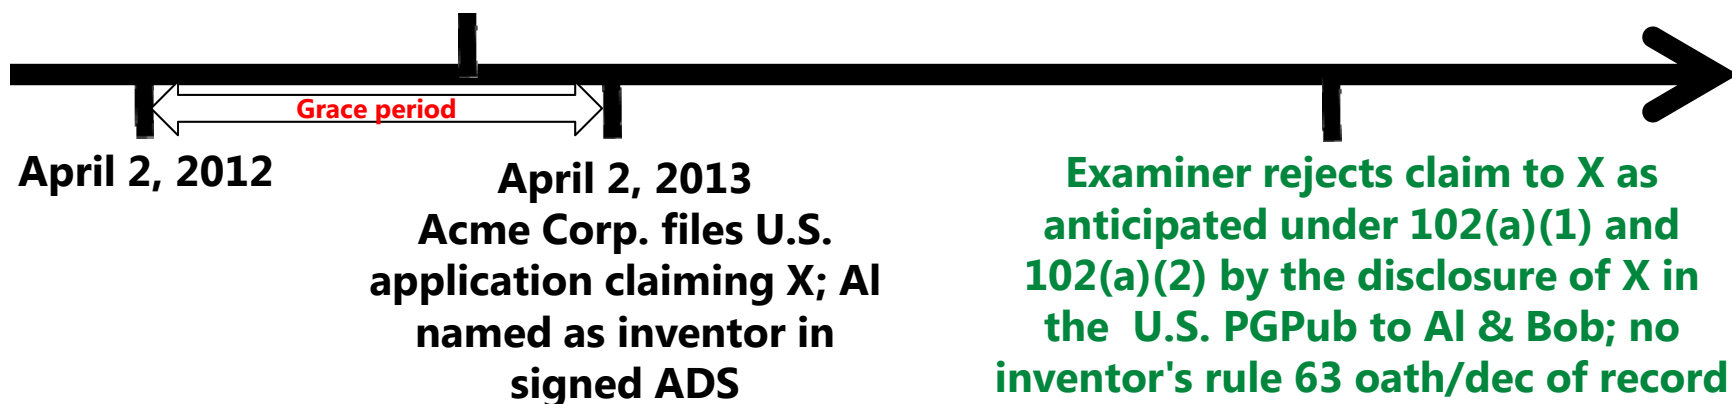 Grace period
April 2, 2012
April 2, 2013
Acme Corp. files U.S.
application claiming X; Al
named as inventor in
signed ADS
Examiner rejects claim to X as
anticipated under 102(a)(1) and
102(a)(2) by the disclosure of X in
the U.S. PGPub to Al & Bob; no
inventor's rule 63 oath/dec of record